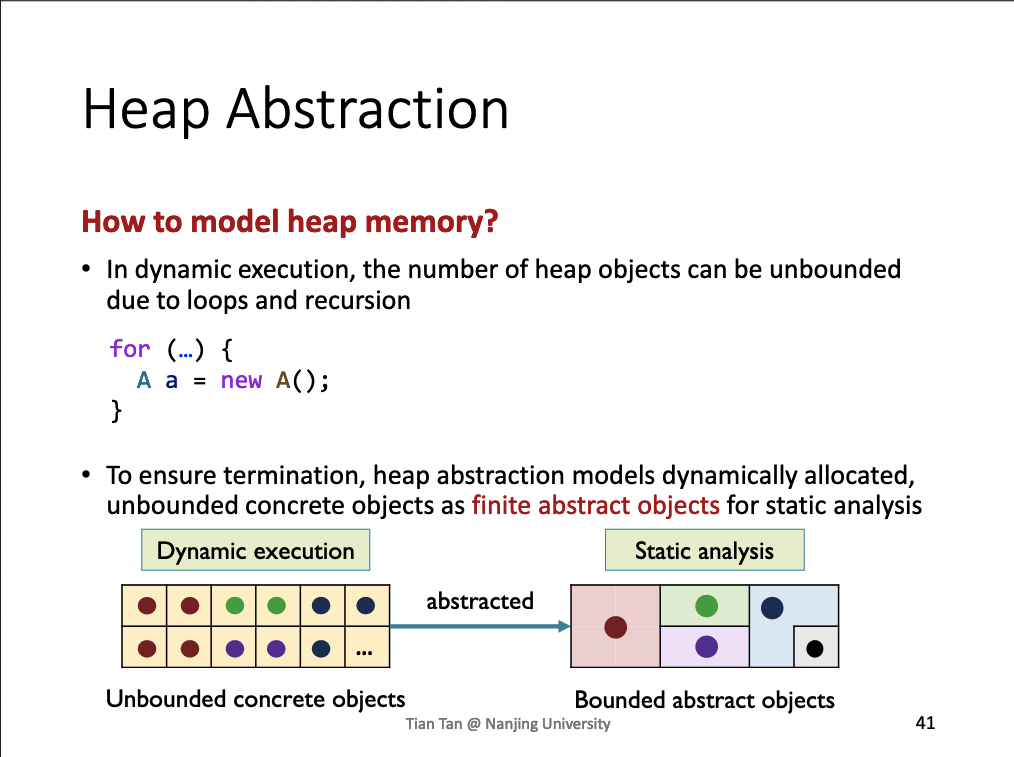 Heap Abstraction
How to model heap memory?
• In dynamic execution, the number of heap objects can be unbounded
due to loops and recursion
for (…) {
  A a = new A();
}
• To ensure termination, heap abstraction models dynamically allocated,
unbounded concrete objects as finite abstract objects for static analysis
Dynamic execution
Static analysis
abstracted
...
Unbounded concrete objects
Bounded abstract objects
Tian Tan @ Nanjing University
41